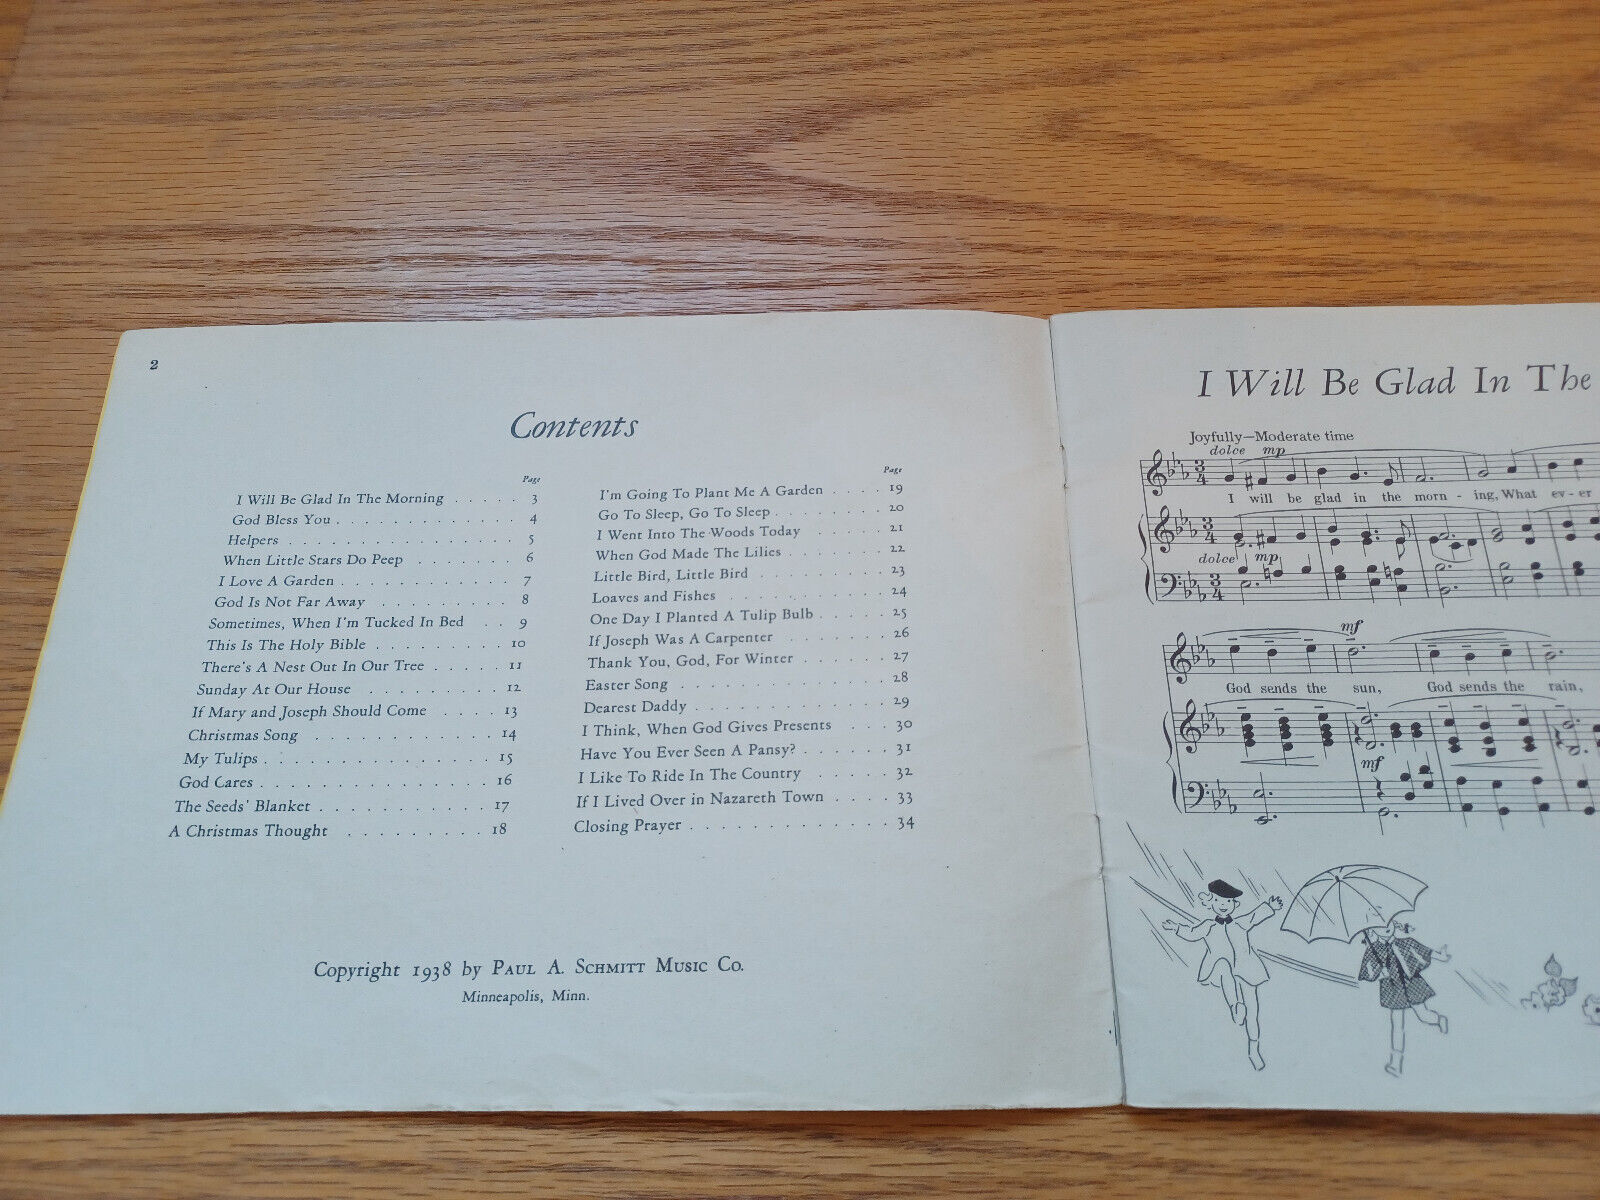 2
Contents
Page
I Will Be Glad In The Morning . . . . . 3
God Bless You . . . . . . . . . . . . . 4
Helpers . . . . . . . . . . . . . . . . 5
When Little Stars Do Peep . . . . . . . 6
I Love A Garden . . . . . . . . . . . . 7
God Is Not Far Away . . . . . . . . . 8
Sometimes, When I'm Tucked In Bed . . 9
This Is The Holy Bible . . . . . . . . . 10
There's A Nest Out In Our Tree . . . . . 11
Sunday At Our House . . . . . . . . . 12
If Mary and Joseph Should Come . . . . 13
Christmas Song . . . . . . . . . . . . 14
My Tulips . . . . . . . . . . . . . . . 15
God Cares . . . . . . . . . . . . . . . 16
The Seeds' Blanket . . . . . . . . . . . 17
A Christmas Thought . . . . . . . . . . 18
Page
I'm Going To Plant Me A Garden . . . . 19
Go To Sleep, Go To Sleep . . . . . . . . 20
I Went Into The Woods Today . . . . . 21
When God Made The Lilies . . . . . . . 22
Little Bird, Little Bird . . . . . . . . . 23
Loaves and Fishes . . . . . . . . . . . 24
One Day I Planted A Tulip Bulb . . . . . 25
If Joseph Was A Carpenter . . . . . . . 26
Thank You, God, For Winter . . . . . . 27
Easter Song . . . . . . . . . . . . . . 28
Dearest Daddy . . . . . . . . . . . . . 29
I Think, When God Gives Presents . . . 30
Have You Ever Seen A Pansy? . . . . . . 31
I Like To Ride In The Country . . . . . 32
If I Lived Over in Nazareth Town . . . . 33
Closing Prayer . . . . . . . . . . . . . 34
Copyright 1938 by PAUL A. SCHMITT MUSIC CO.
Minneapolis, Minn.
I Will Be Glad In The
Joyfully—Moderate time
dolce mp
3
4
I will be glad in the morn - ing, What ev - er
3
4
dolce mp
3
4
mf
God sends the sun, God sends the rain,
mf